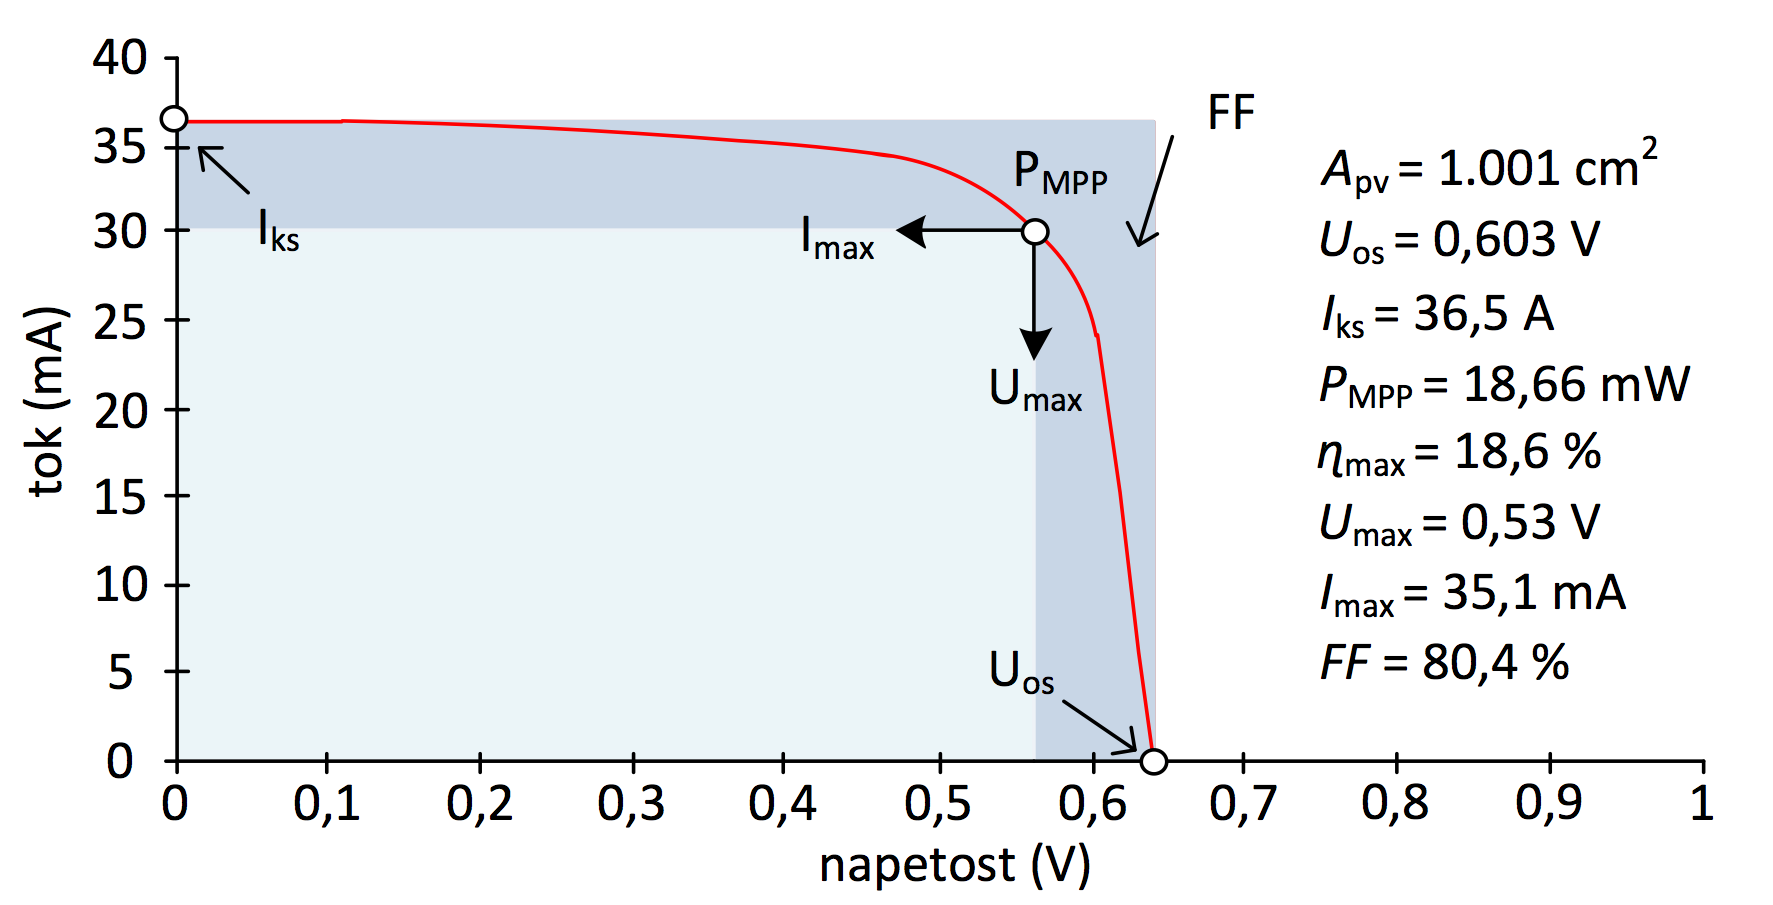 40
35
30
25
20
15
10
5
0
tok (mA)
0 0,1 0,2 0,3 0,4 0,5 0,6 0,7 0,8 0,9 1
napetost (V)
Iks
PMPP
Imax
Umax
Uos
FF
Apv = 1.001 cm²
Uos = 0,603 V
Iks = 36,5 A
PMPP = 18,66 mW
ηmax = 18,6 %
Umax = 0,53 V
Imax = 35,1 mA
FF = 80,4 %